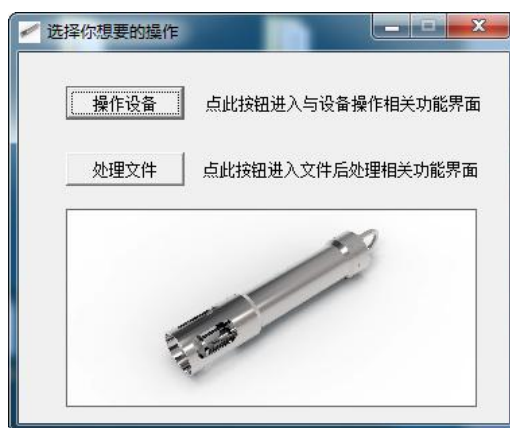 选择你想要的操作
操作设备 点此按钮进入与设备操作相关功能界面
处理文件 点此按钮进入文件后处理相关功能界面